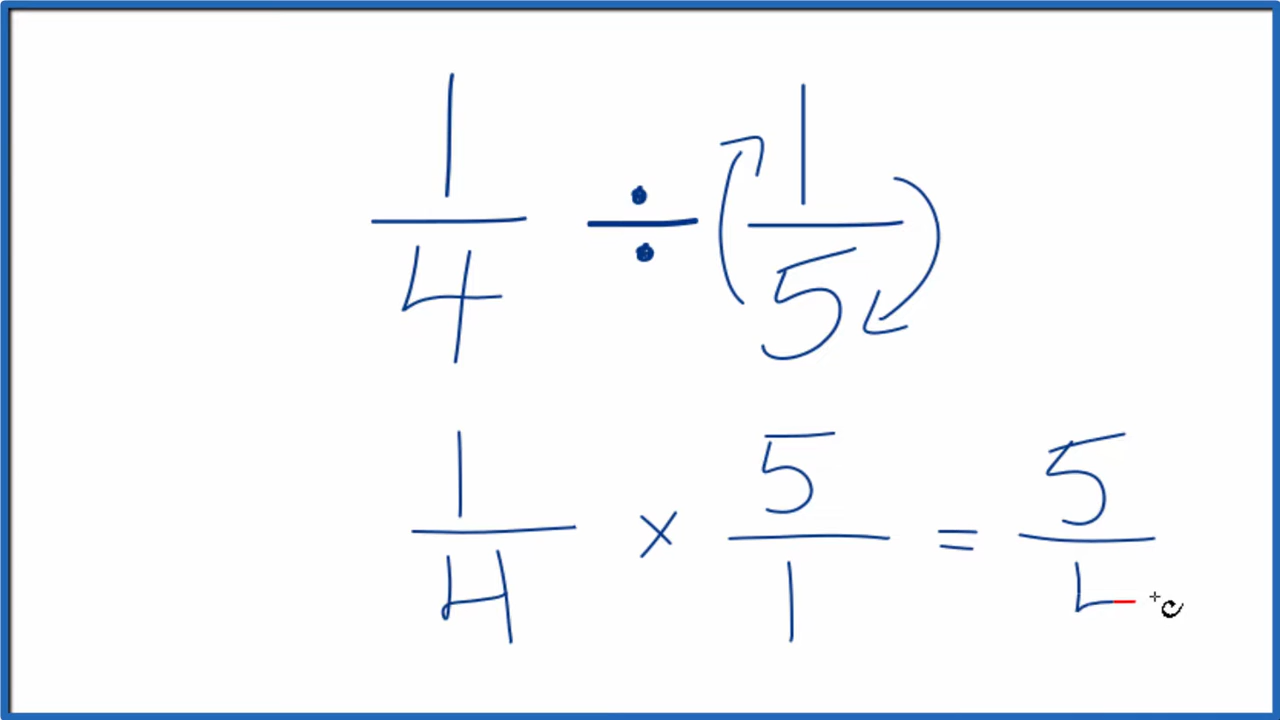 1/4 ÷ 1/5
1/4 × 5/1 = 5/